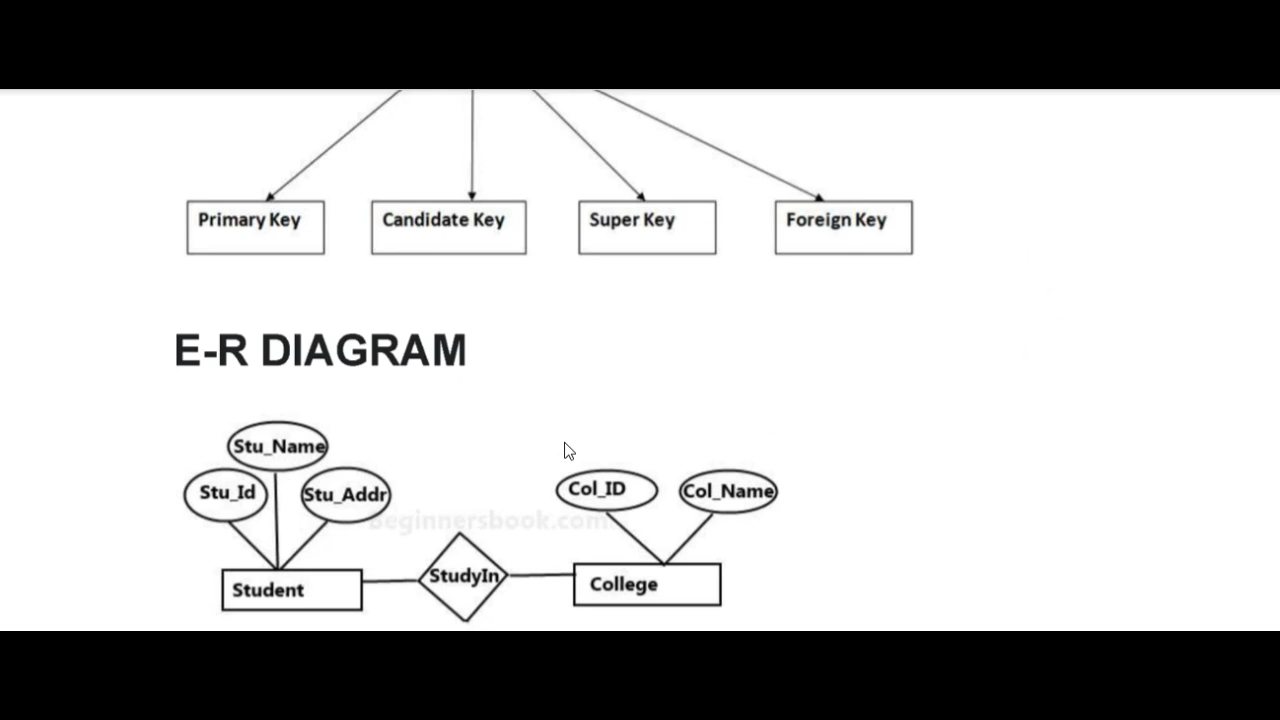 Primary Key
Candidate Key
Super Key
Foreign Key
E-R DIAGRAM
Stu_Name
Stu_Id
Stu_Addr
Col_ID
Col_Name
Beginnersbook.com
StudyIn
Student
College